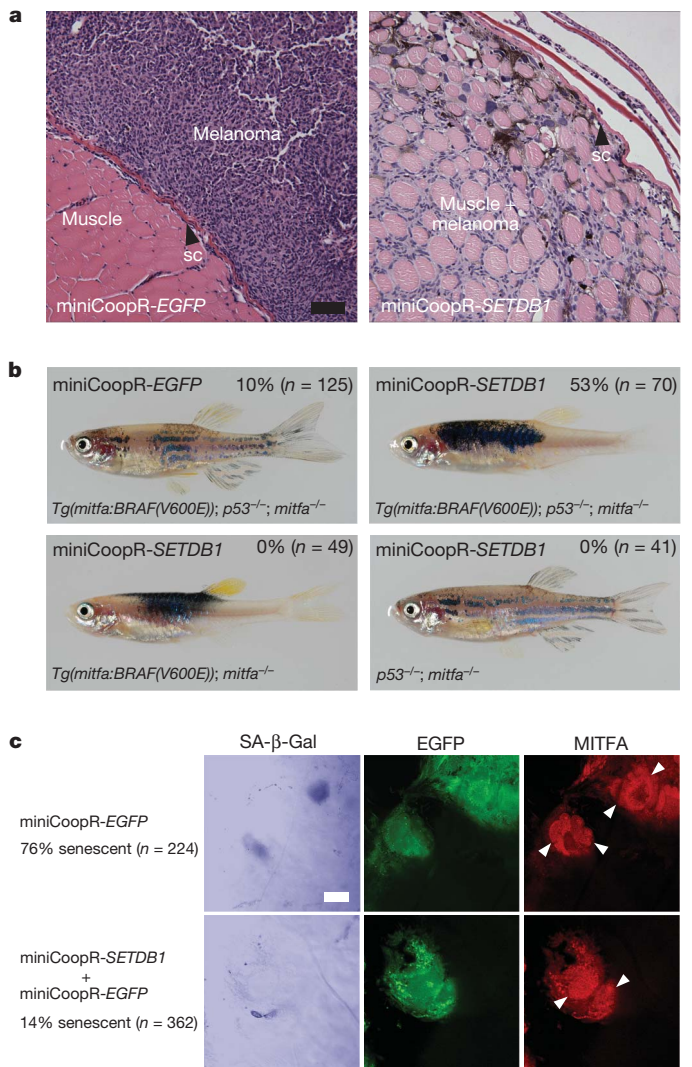 a
Melanoma
Muscle
sc
miniCoopR-EGFP
sc
Muscle +
melanoma
miniCoopR-SETDB1
b
miniCoopR-EGFP 10% (n = 125)
Tg(mitfa:BRAF(V600E)); p53–/–; mitfa–/–
miniCoopR-SETDB1 53% (n = 70)
Tg(mitfa:BRAF(V600E)); p53–/–; mitfa–/–
miniCoopR-SETDB1 0% (n = 49)
Tg(mitfa:BRAF(V600E)); mitfa–/–
miniCoopR-SETDB1 0% (n = 41)
p53–/–; mitfa–/–
c
SA-β-Gal EGFP MITFA
miniCoopR-EGFP
76% senescent (n = 224)
miniCoopR-SETDB1
+
miniCoopR-EGFP
14% senescent (n = 362)